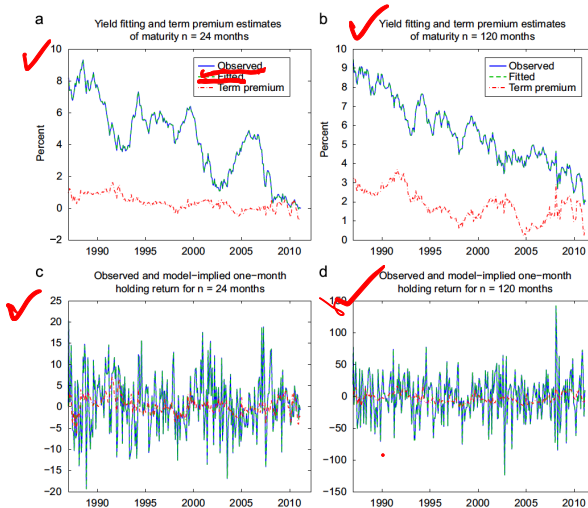 a
Yield fitting and term premium estimates
of maturity n = 24 months
10
8
6
4
2
0
−2
Percent
Observed
Fitted
Term premium
1990
1995
2000
2005
2010
b
Yield fitting and term premium estimates
of maturity n = 120 months
10
9
8
7
6
5
4
3
2
1
0
Percent
Observed
Fitted
Term premium
1990
1995
2000
2005
2010
c
Observed and model-implied one-month
holding return for n = 24 months
25
20
15
10
5
0
−5
−10
−15
−20
1990
1995
2000
2005
2010
d
Observed and model-implied one-month
holding return for n = 120 months
150
100
50
0
−50
−100
−150
1990
1995
2000
2005
2010